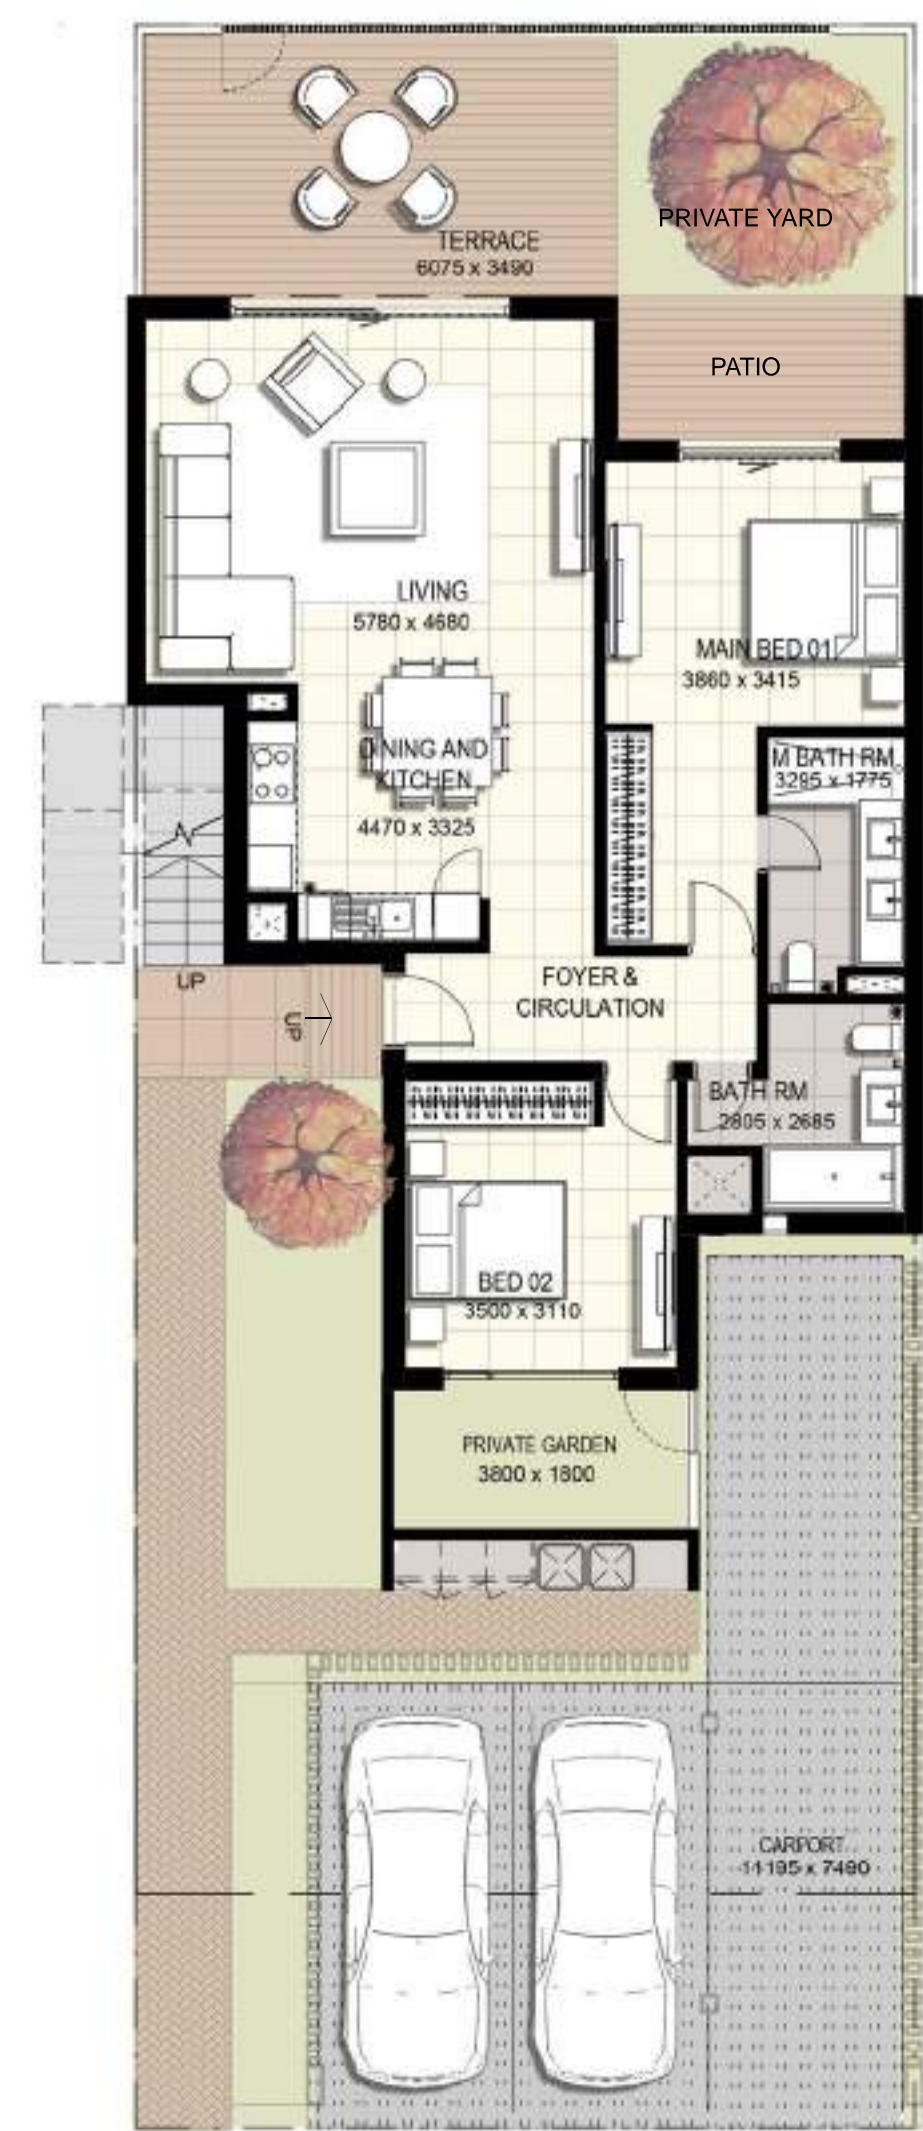 PRIVATE YARD
TERRACE
6075 x 3490
PATIO
LIVING
5780 x 4680
MAIN BED 01
3860 x 3415
DINING AND
KITCHEN
4470 x 3325
M BATH RM
3295 x 1775
FOYER &
CIRCULATION
UP
UP
BATH RM
2805 x 2685
BED 02
3500 x 3110
PRIVATE GARDEN
3800 x 1800
CARPORT
11195 x 7490